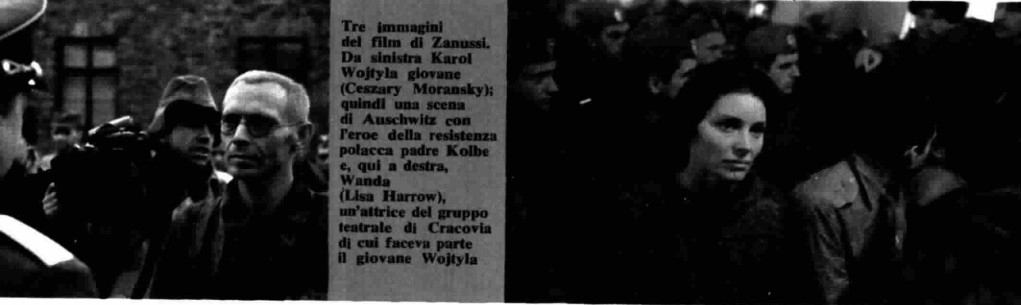 Tre immagini
del film di Zanussi.
Da sinistra Karol
Wojtyla giovane
(Ceszary Moransky);
quindi una scena
di Auschwitz con
l'eroe della resistenza
polacca padre Kolbe
e, qui a destra,
Wanda
(Lisa Harrow),
un'attrice del gruppo
teatrale di Cracovia
di cui faceva parte
il giovane Wojtyla